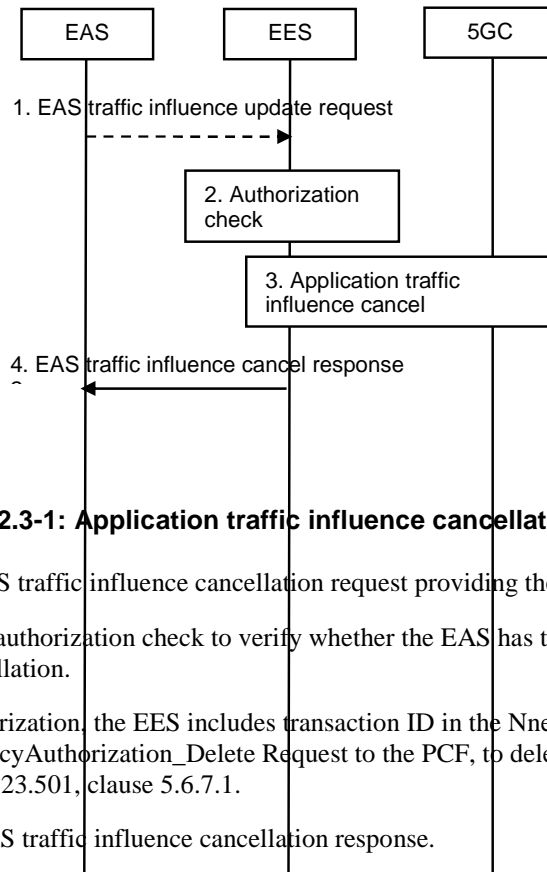 EAS EES 5GC
1. EAS traffic influence update request
2. Authorization
check
3. Application traffic
influence cancel
4. EAS traffic influence cancel response
2.3-1: Application traffic influence cancellat
S traffic influence cancellation request providing the
authorization check to verify whether the EAS has t
llation.
rization, the EES includes transaction ID in the Nne
cyAuthorization_Delete Request to the PCF, to dele
23.501, clause 5.6.7.1.
S traffic influence cancellation response.